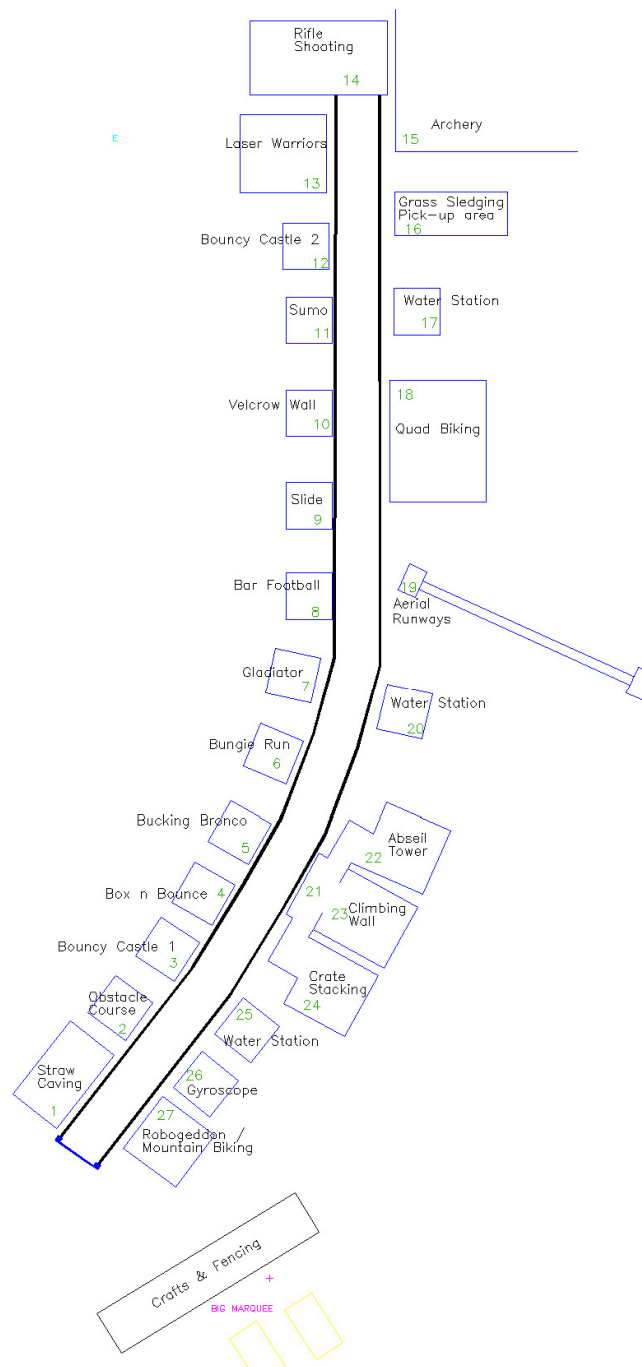 Rifle
Shooting
14
Archery
15
E
Laser Warriors
13
Grass Sledging
Pick-up area
16
Bouncy Castle 2
12
Water Station
17
Sumo
11
18
Quad Biking
Velcrow Wall
10
Slide
9
19
Aerial
Runways
Bar Football
8
Gladiator
7
Water Station
20
Bungie Run
6
Bucking Bronco
5
Abseil
Tower
22
21
Box n Bounce
4
23
Climbing
Wall
Bouncy Castle 1
3
Crate
Stacking
24
Obstacle
Course
2
25
Water Station
Straw
Caving
1
26
Gyroscope
27
Robogeddon /
Mountain Biking
Crafts & Fencing
BIG MARQUEE